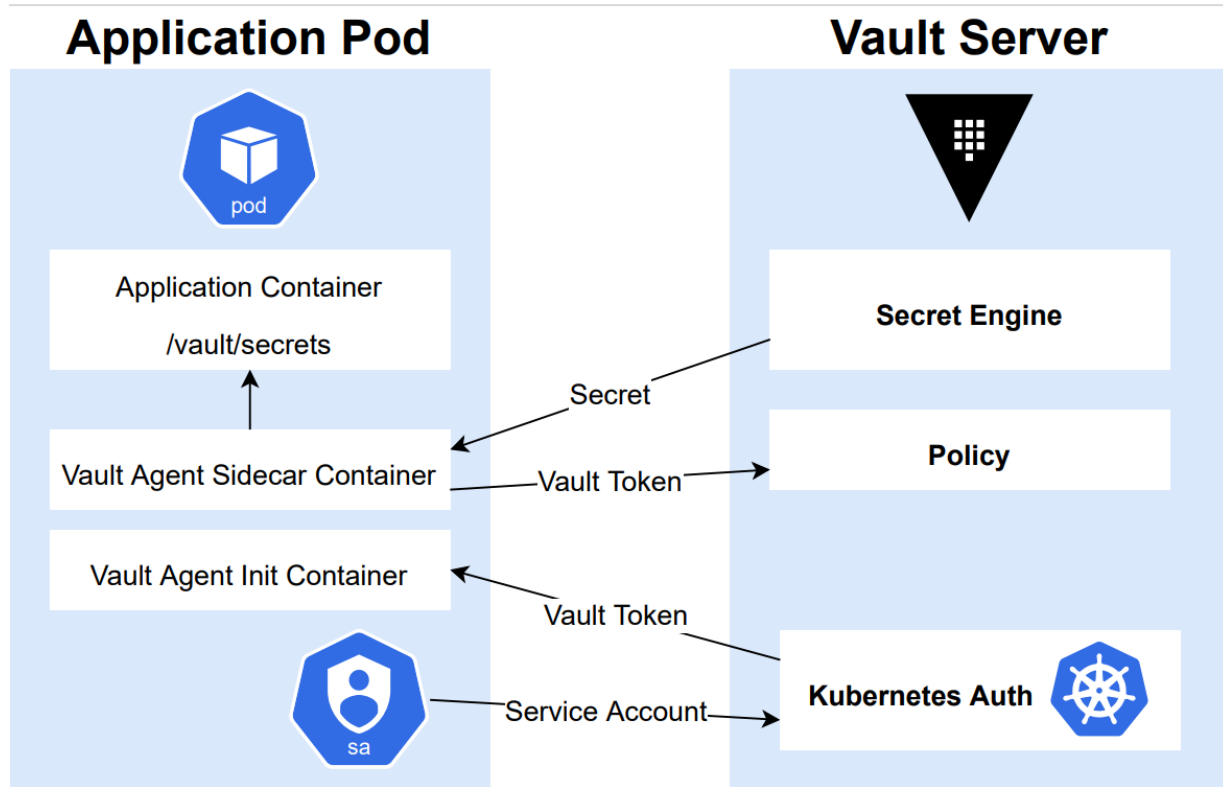 Application Pod
Vault Server
pod
Application Container
/vault/secrets
Secret Engine
Secret
Policy
Vault Agent Sidecar Container
Vault Token
Vault Agent Init Container
Vault Token
Kubernetes Auth
Service Account
sa